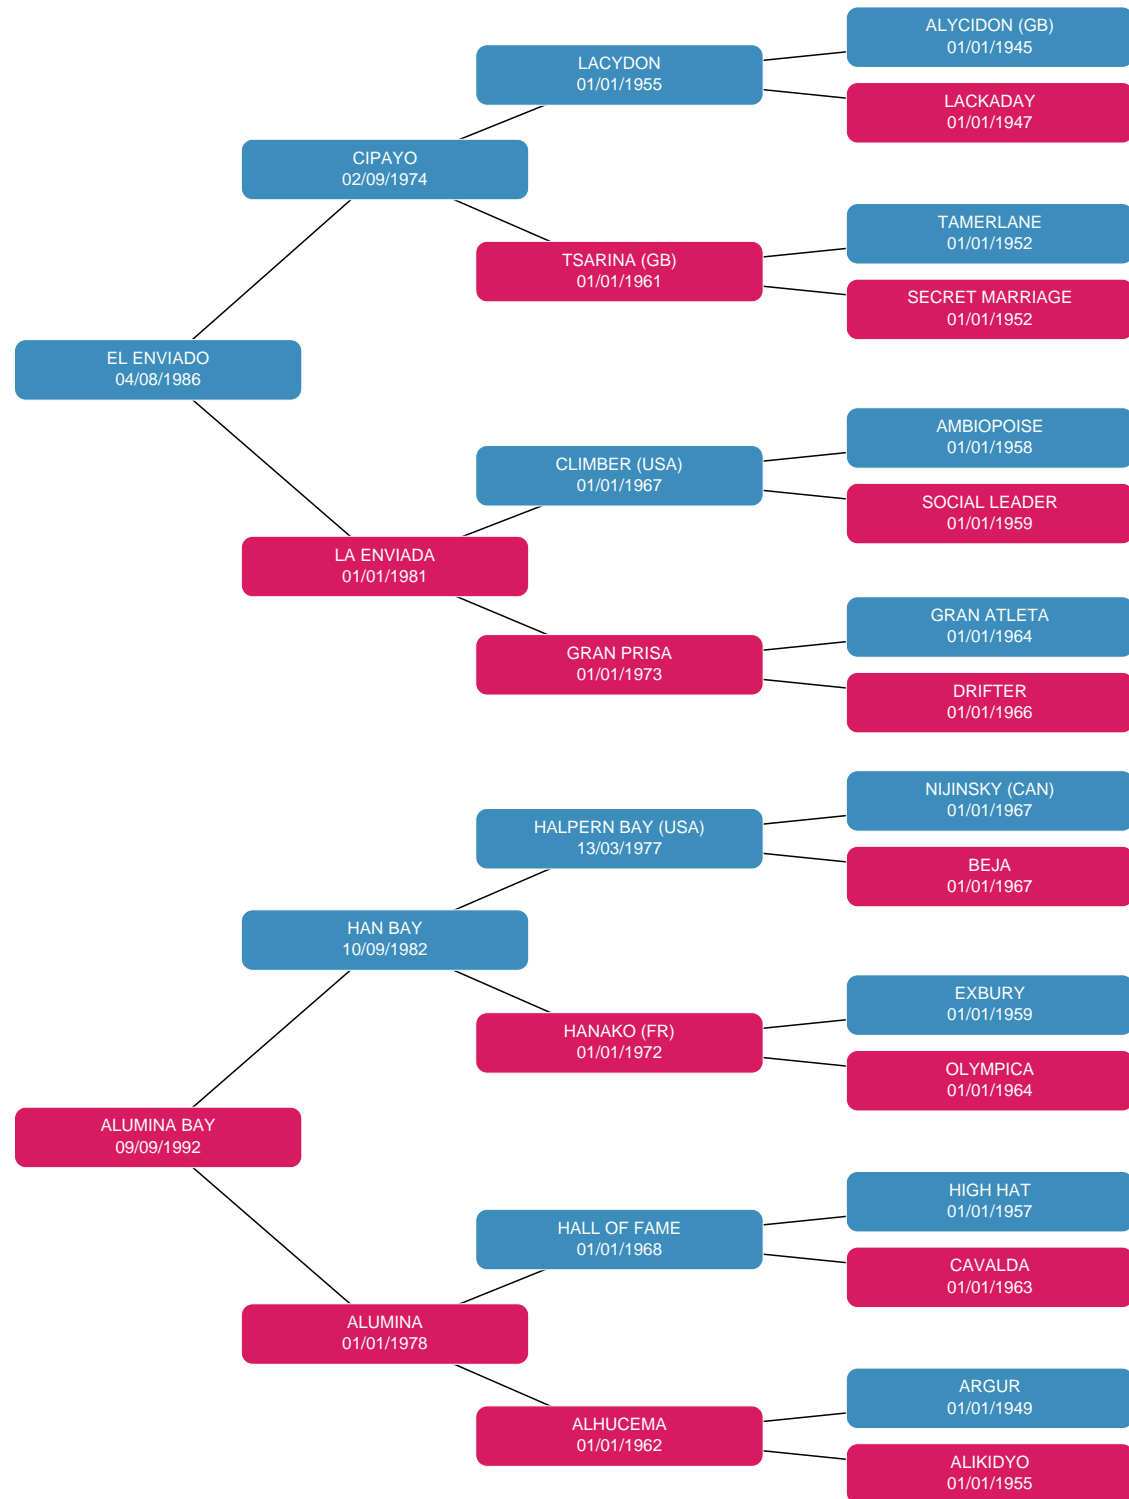 ALYCIDON (GB)
01/01/1945
LACYDON
01/01/1955
LACKADAY
01/01/1947
CIPAYO
02/09/1974
TAMERLANE
01/01/1952
TSARINA (GB)
01/01/1961
SECRET MARRIAGE
01/01/1952
EL ENVIADO
04/08/1986
AMBIOPOISE
01/01/1958
CLIMBER (USA)
01/01/1967
SOCIAL LEADER
01/01/1959
LA ENVIADA
01/01/1981
GRAN ATLETA
01/01/1964
GRAN PRISA
01/01/1973
DRIFTER
01/01/1966
NIJINSKY (CAN)
01/01/1967
HALPERN BAY (USA)
13/03/1977
BEJA
01/01/1967
HAN BAY
10/09/1982
EXBURY
01/01/1959
HANAKO (FR)
01/01/1972
OLYMPICA
01/01/1964
ALUMINA BAY
09/09/1992
HIGH HAT
01/01/1957
HALL OF FAME
01/01/1968
CAVALDA
01/01/1963
ALUMINA
01/01/1978
ARGUR
01/01/1949
ALHUCEMA
01/01/1962
ALIKIDYO
01/01/1955